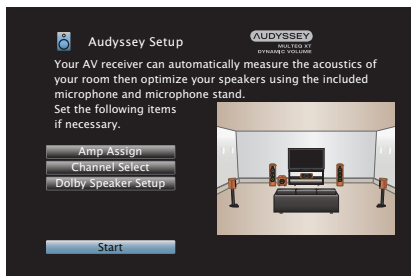 Audyssey Setup
AUDYSSEY
MULTEQ XT
DYNAMIC VOLUME
Your AV receiver can automatically measure the acoustics of
your room then optimize your speakers using the included
microphone and microphone stand.
Set the following items
if necessary.
Amp Assign
Channel Select
Dolby Speaker Setup
Start